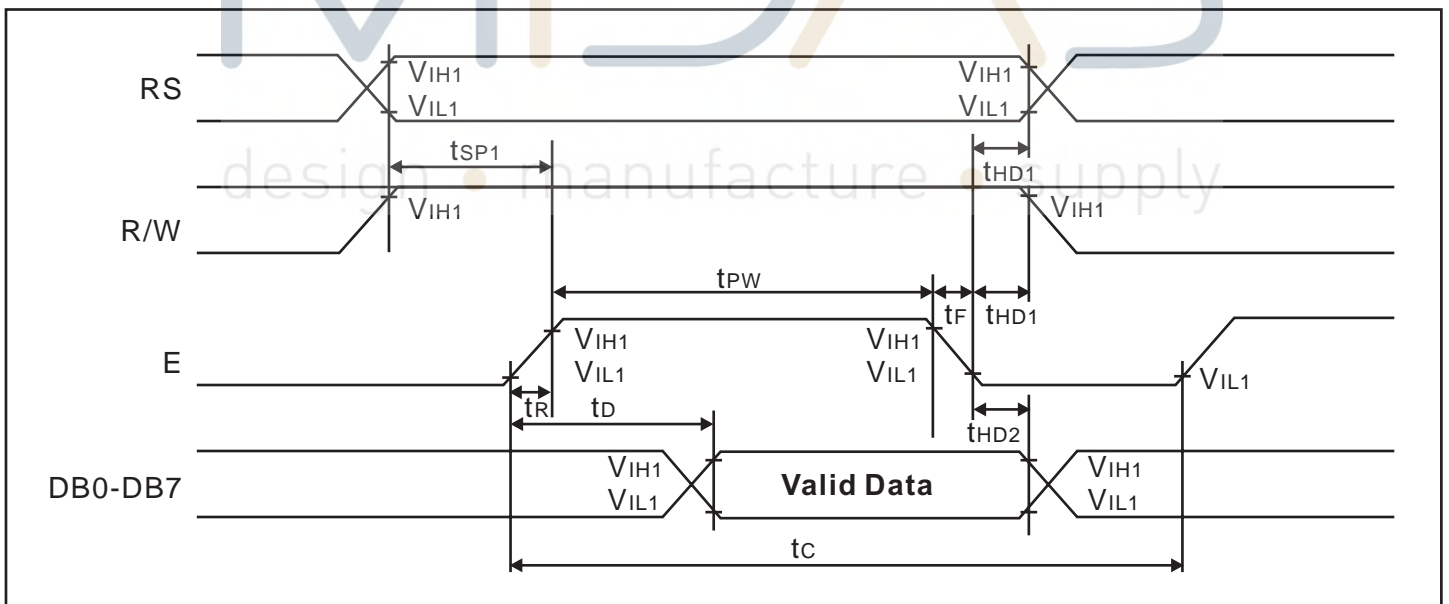 MIDAS
RS VIH1 VIH1
VIL1 VIL1
design • manufacture • supply
tSP1 tHD1
R/W VIH1 VIH1
tPW
tF tHD1
E VIH1 VIH1
VIL1 VIL1 VIL1
tR tD tHD2
DB0-DB7 VIH1 Valid Data VIH1
VIL1 VIL1
tC